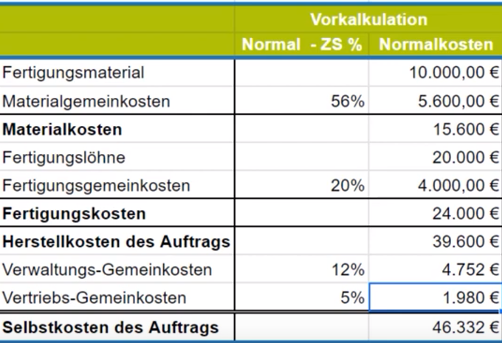 Vorkalkulation
Normal - ZS % Normalkosten
Fertigungsmaterial 10.000,00 €
Materialgemeinkosten 56% 5.600,00 €
Materialkosten 15.600 €
Fertigungslöhne 20.000 €
Fertigungsgemeinkosten 20% 4.000,00 €
Fertigungskosten 24.000 €
Herstellkosten des Auftrags 39.600 €
Verwaltungs-Gemeinkosten 12% 4.752 €
Vertriebs-Gemeinkosten 5% 1.980 €
Selbstkosten des Auftrags 46.332 €